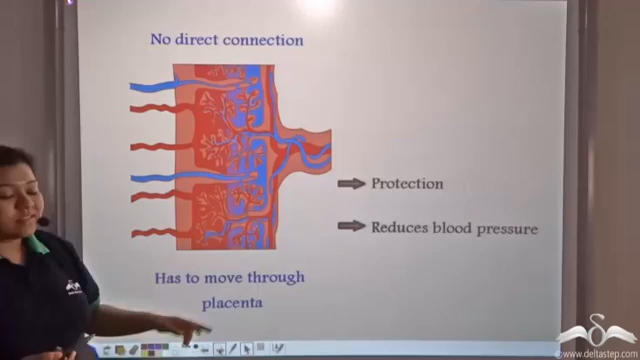 No direct connection
Protection
Reduces blood pressure
Has to move through
placenta
www.deltastep.com